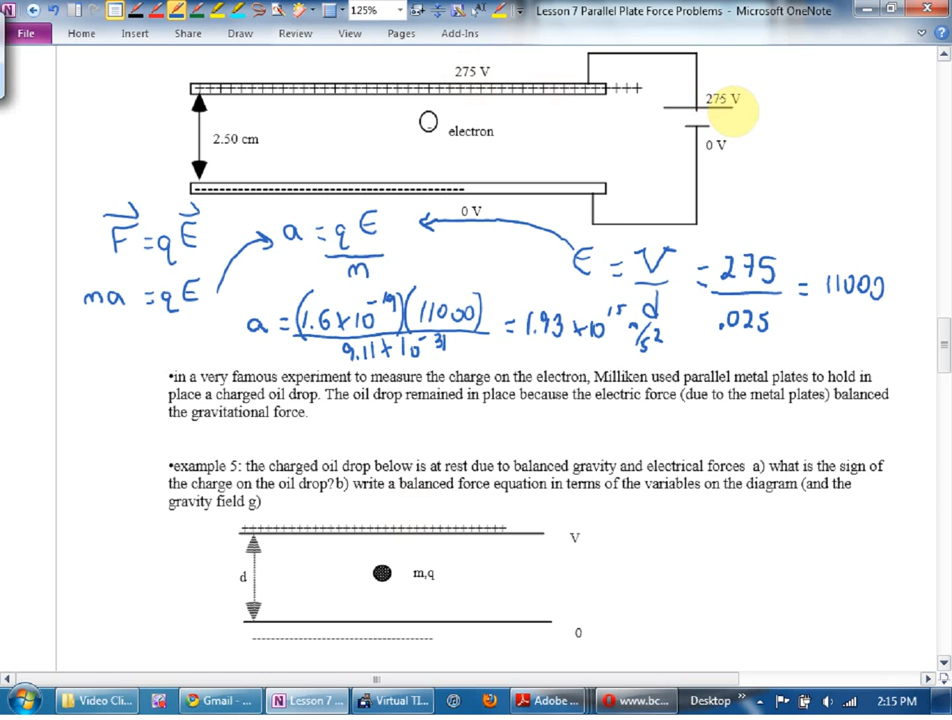 Lesson 7 Parallel Plate Force Problems - Microsoft OneNote
125%
File Home Insert Share Draw Review View Pages Add-Ins
275 V
+++
275 V
electron
2.50 cm
0 V
0 V
F = qE
a = qE
m
E = V = 275 = 11000
d .025
ma = qE
a = (1.6 x 10^-19)(11000) = 1.93 x 10^15 m/s^2
9.11 x 10^-31
•in a very famous experiment to measure the charge on the electron, Milliken used parallel metal plates to hold in
place a charged oil drop. The oil drop remained in place because the electric force (due to the metal plates) balanced
the gravitational force.
•example 5: the charged oil drop below is at rest due to balanced gravity and electrical forces a) what is the sign of
the charge on the oil drop?b) write a balanced force equation in terms of the variables on the diagram (and the
gravity field g)
V
d
m,q
0
Video Cli... Gmail - ... Lesson 7... Virtual TI... Adobe ... www.bc... Desktop 2:15 PM